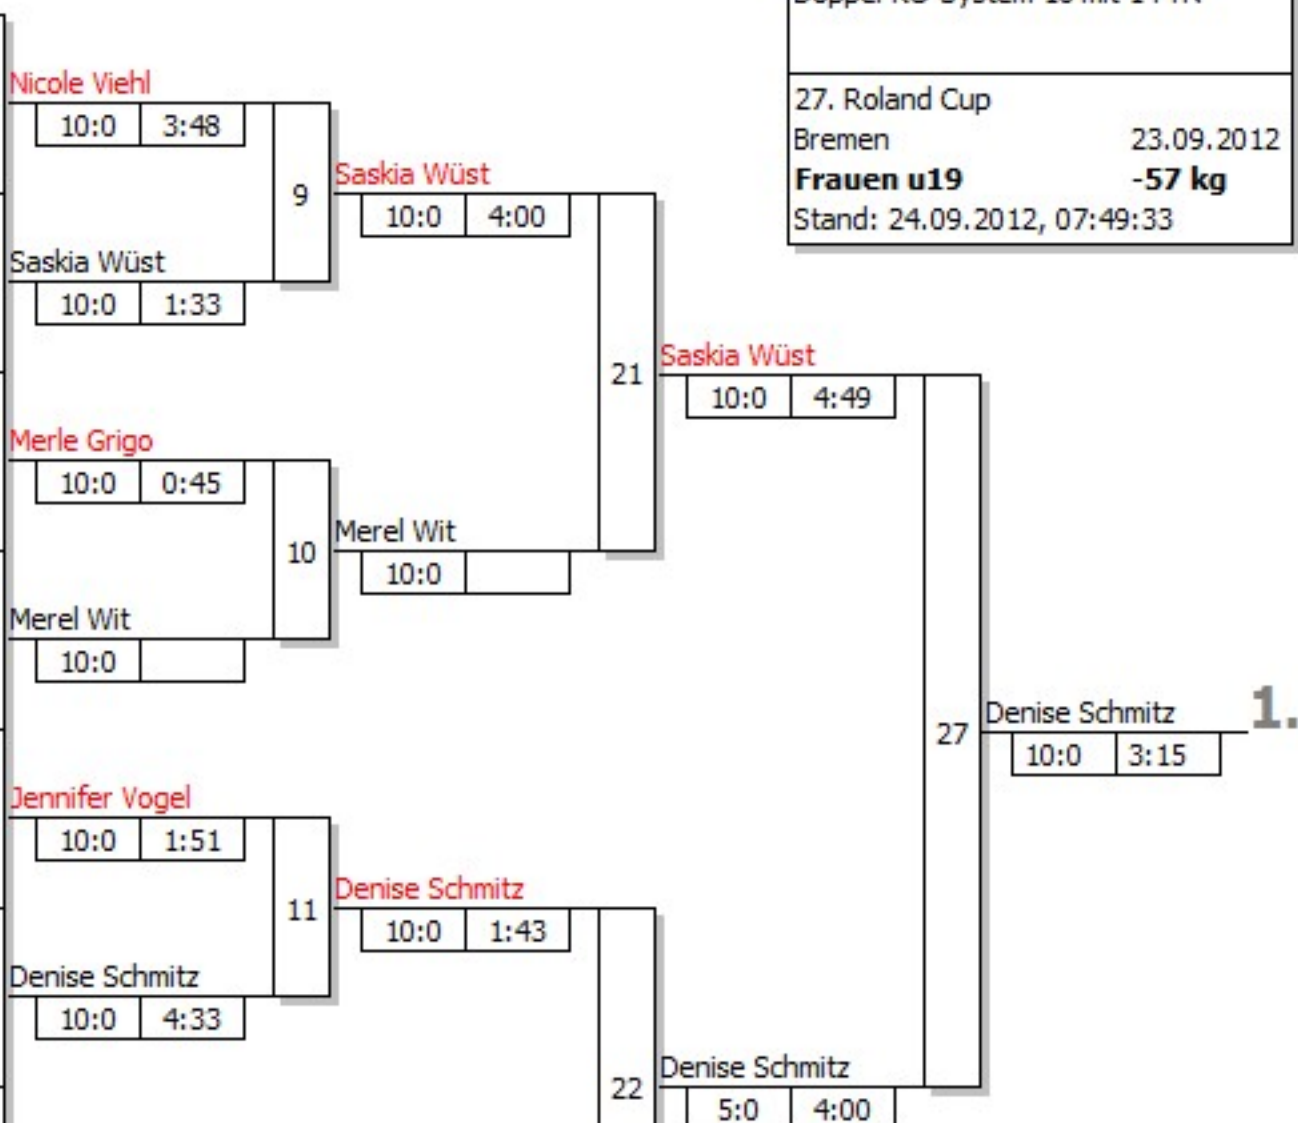 Nicole Viehl
10:0 3:48
9
Saskia Wüst
10:0 1:33
Saskia Wüst
10:0 4:00
Merle Grigo
10:0 0:45
10
Merel Wit
10:0
Merel Wit
10:0
21
Saskia Wüst
10:0 4:49
Jennifer Vogel
10:0 1:51
11
Denise Schmitz
10:0 4:33
Denise Schmitz
10:0 1:43
22
Denise Schmitz
5:0 4:00
27
Denise Schmitz
10:0 3:15
1.
27. Roland Cup
Bremen 23.09.2012
Frauen u19 -57 kg
Stand: 24.09.2012, 07:49:33